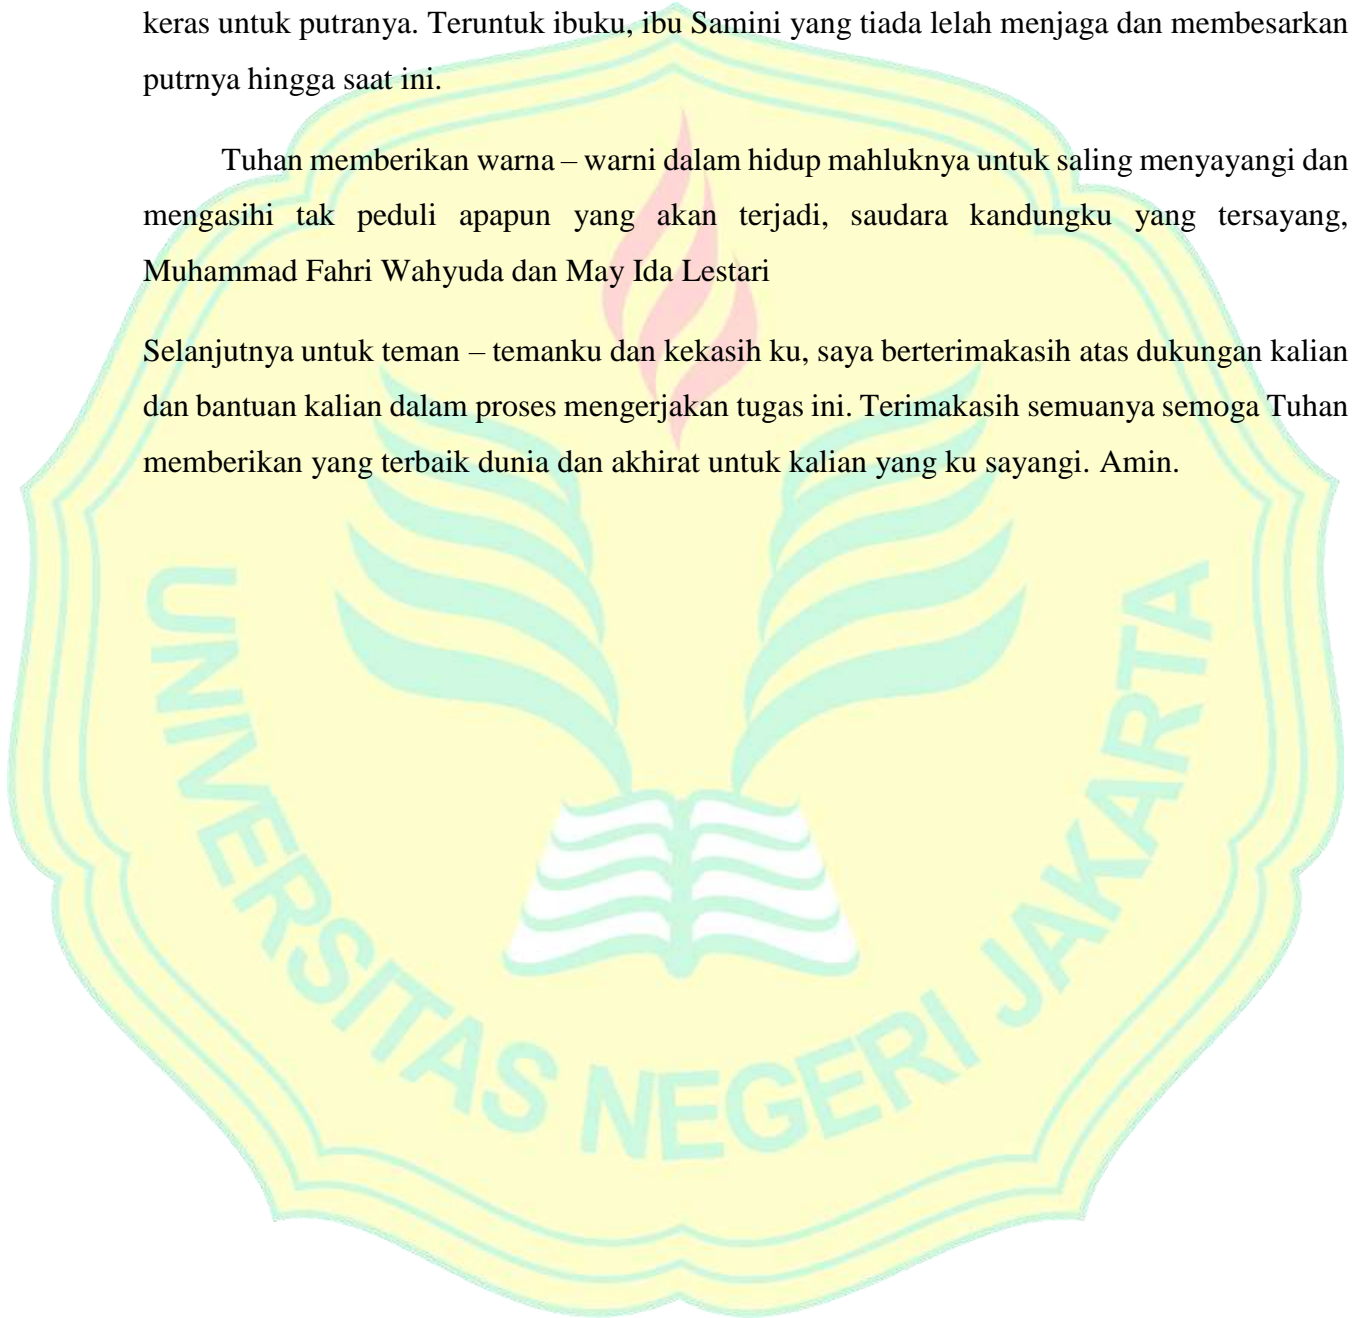 keras untuk putranya. Teruntuk ibuku, ibu Samini yang tiada lelah menjaga dan membesarkan
putrnya hingga saat ini.
Tuhan memberikan warna – warni dalam hidup mahluknya untuk saling menyayangi dan
mengasihi tak peduli apapun yang akan terjadi, saudara kandungku yang tersayang,
Muhammad Fahri Wahyuda dan May Ida Lestari
Selanjutnya untuk teman – temanku dan kekasih ku, saya berterimakasih atas dukungan kalian
dan bantuan kalian dalam proses mengerjakan tugas ini. Terimakasih semuanya semoga Tuhan
memberikan yang terbaik dunia dan akhirat untuk kalian yang ku sayangi. Amin.
UNIVERSITAS NEGERI JAKARTA